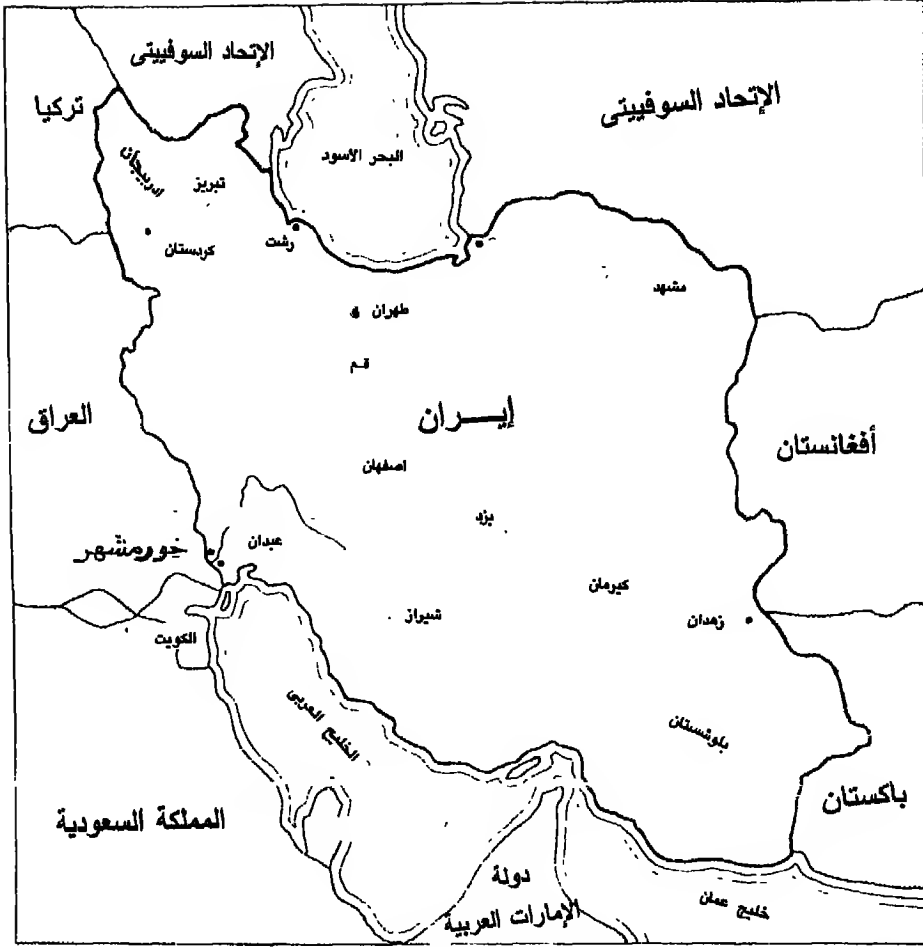 الإتحاد السوفييتى
الإتحاد السوفييتى
تركيا
البحر الأسود
اذربيجان
تبريز
رشت
كردستان
مشهد
طهران
قم
إيـــران
العراق
أفغانستان
اصفهان
يزد
عبدان
خورمشهر
كيرمان
شيراز
زهدان
الكويت
الخليج العربى
بلوشستان
باكستان
المملكة السعودية
دولة
الإمارات العربية
خليج عمان